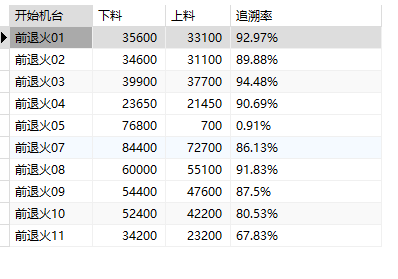 开始机台 下料 上料 追溯率
前退火01 35600 33100 92.97%
前退火02 34600 31100 89.88%
前退火03 39900 37700 94.48%
前退火04 23650 21450 90.69%
前退火05 76800 700 0.91%
前退火07 84400 72700 86.13%
前退火08 60000 55100 91.83%
前退火09 54400 47600 87.5%
前退火10 52400 42200 80.53%
前退火11 34200 23200 67.83%